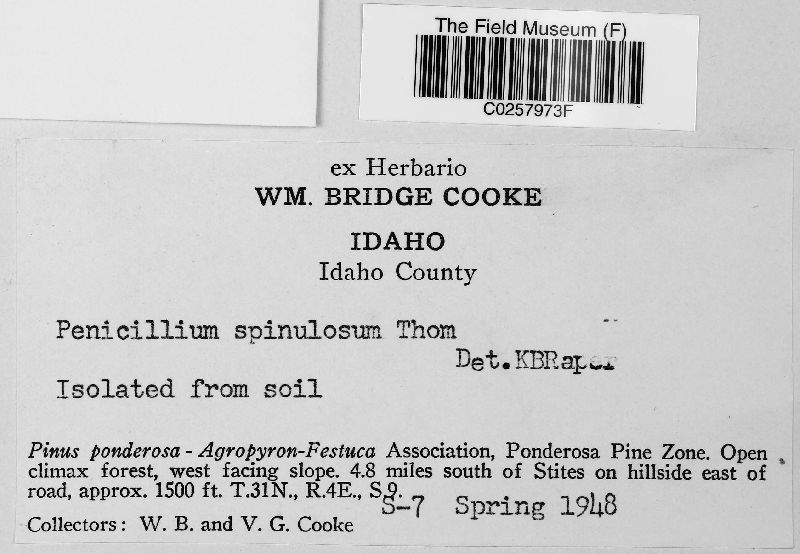 The Field Museum (F)
C0257973F
ex Herbario
WM. BRIDGE COOKE
IDAHO
Idaho County
Penicillium spinulosum Thom
Det.KBRaper
Isolated from soil
Pinus ponderosa - Agropyron-Festuca Association, Ponderosa Pine Zone. Open
climax forest, west facing slope. 4.8 miles south of Stites on hillside east of
road, approx. 1500 ft. T.31N., R.4E., S.9.
S-7 Spring 1948
Collectors: W. B. and V. G. Cooke